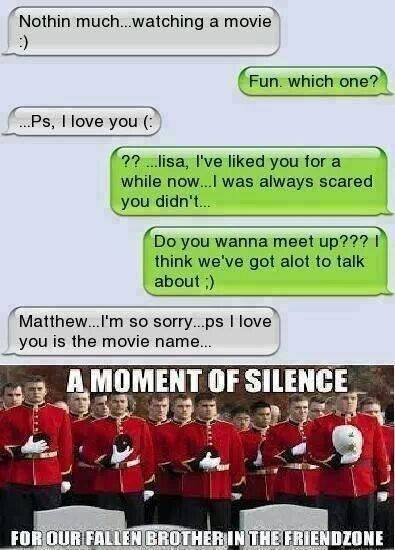 Nothin much...watching a movie
:)
Fun. which one?
...Ps, I love you (:
?? ...lisa, I've liked you for a
while now...I was always scared
you didn't...
Do you wanna meet up??? I
think we've got alot to talk
about ;)
Matthew...I'm so sorry...ps I love
you is the movie name...
A MOMENT OF SILENCE
FOR OUR FALLEN BROTHER IN THE FRIENDZONE